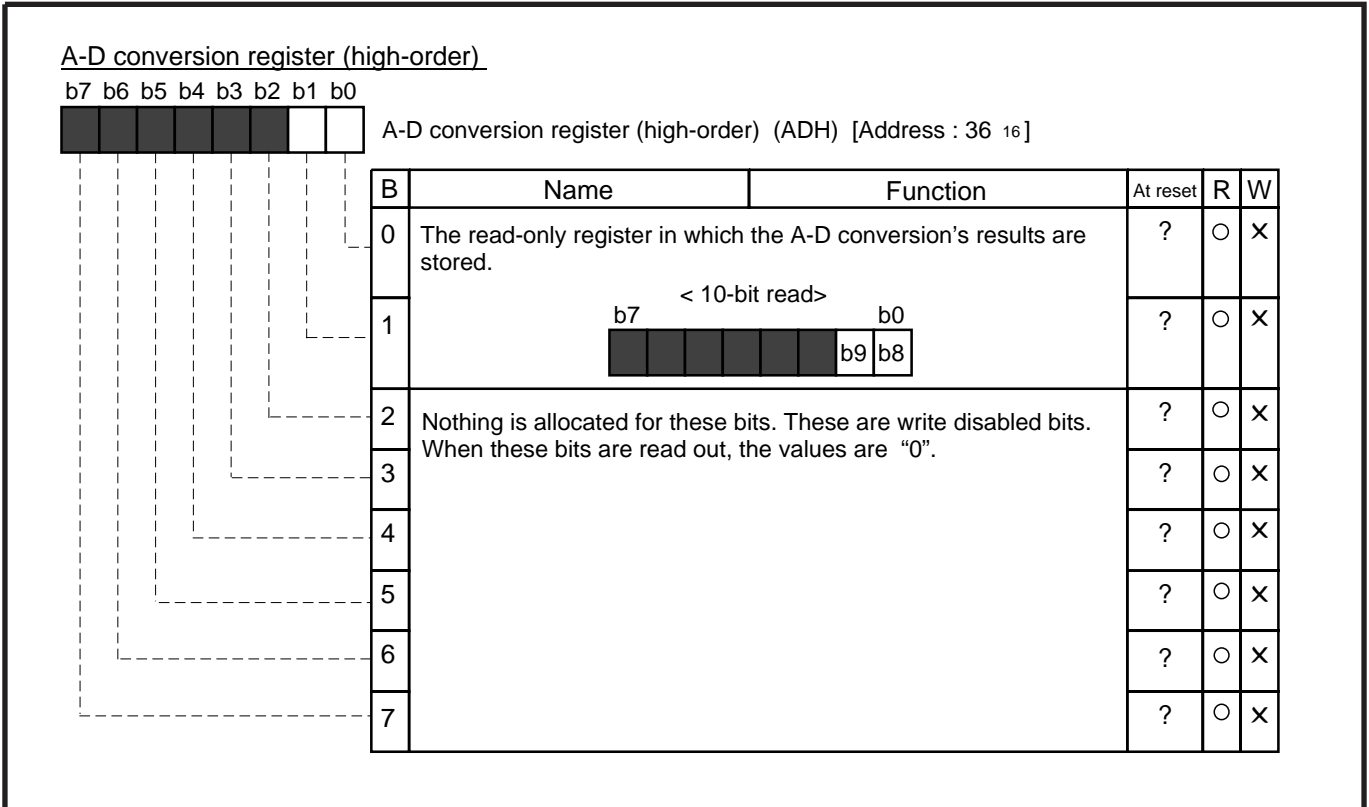 A-D conversion register (high-order)
b7 b6 b5 b4 b3 b2 b1 b0
A-D conversion register (high-order) (ADH) [Address : 36 16]
B Name Function At reset R W
0 The read-only register in which the A-D conversion’s results are ? ○ ×
stored.
< 10-bit read>
b7 b0
1 ? ○ ×
b9 b8
2 Nothing is allocated for these bits. These are write disabled bits. ? ○ ×
When these bits are read out, the values are “0”.
3 ? ○ ×
4 ? ○ ×
5 ? ○ ×
6 ? ○ ×
7 ? ○ ×